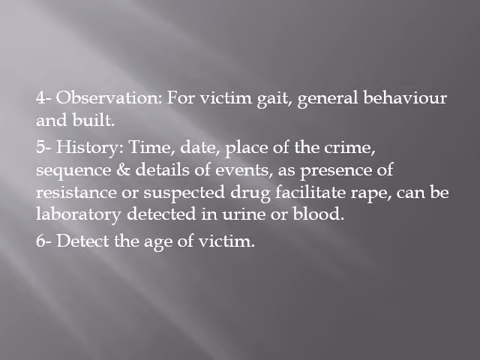 4- Observation: For victim gait, general behaviour
and built.
5- History: Time, date, place of the crime,
sequence & details of events, as presence of
resistance or suspected drug facilitate rape, can be
laboratory detected in urine or blood.
6- Detect the age of victim.